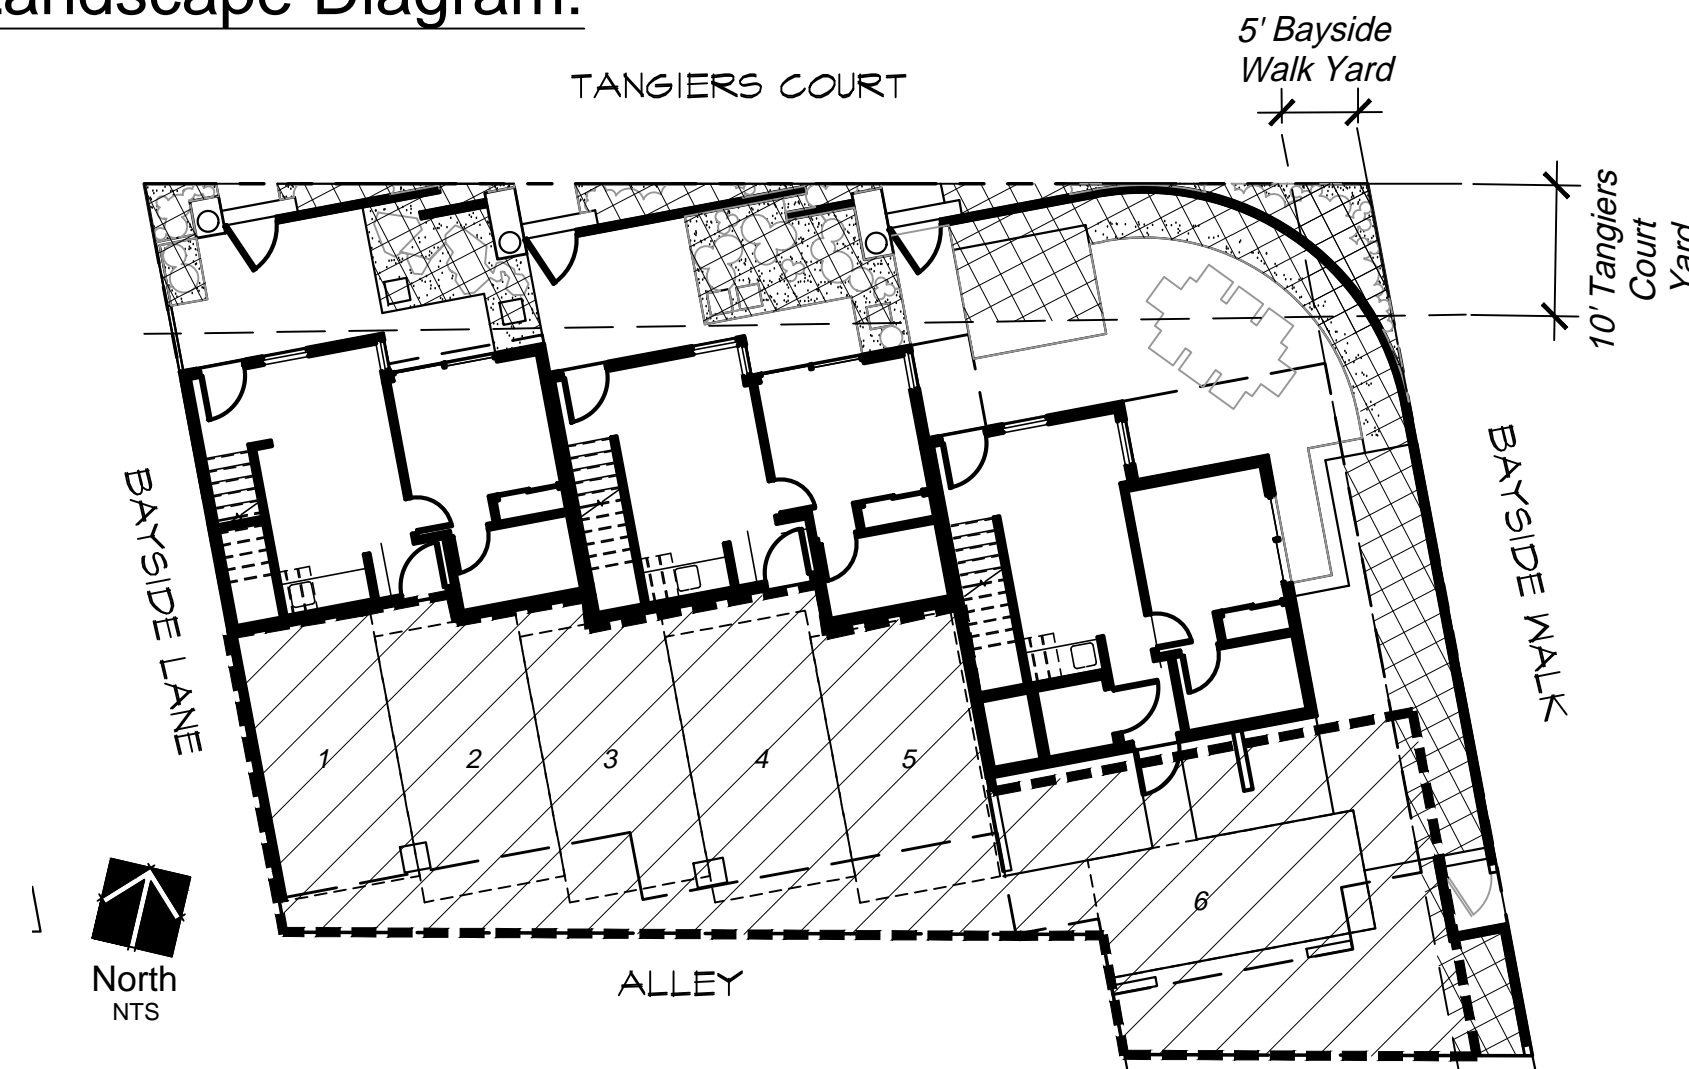 Landscape Diagram:
5' Bayside
Walk Yard
TANGIERS COURT
10' Tangiers
Court
Yard
BAYSIDE LANE
BAYSIDE WALK
1
2
3
4
5
6
North
NTS
ALLEY